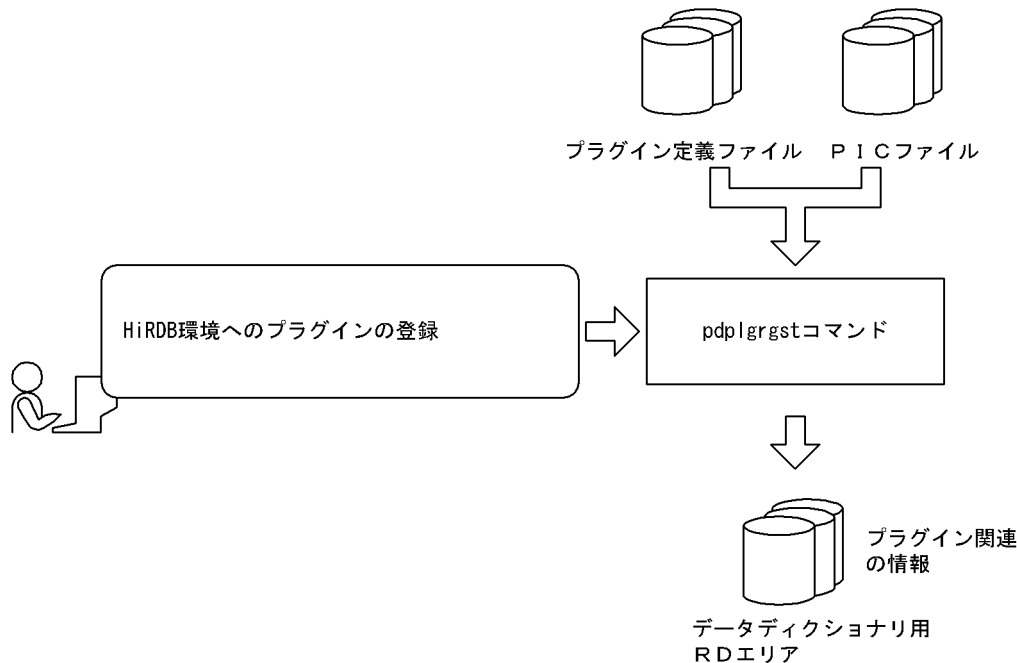 プラグイン定義ファイル
ＰＩＣファイル
HiRDB環境へのプラグインの登録
pdplgrgstコマンド
プラグイン関連
の情報
データディクショナリ用
ＲＤエリア